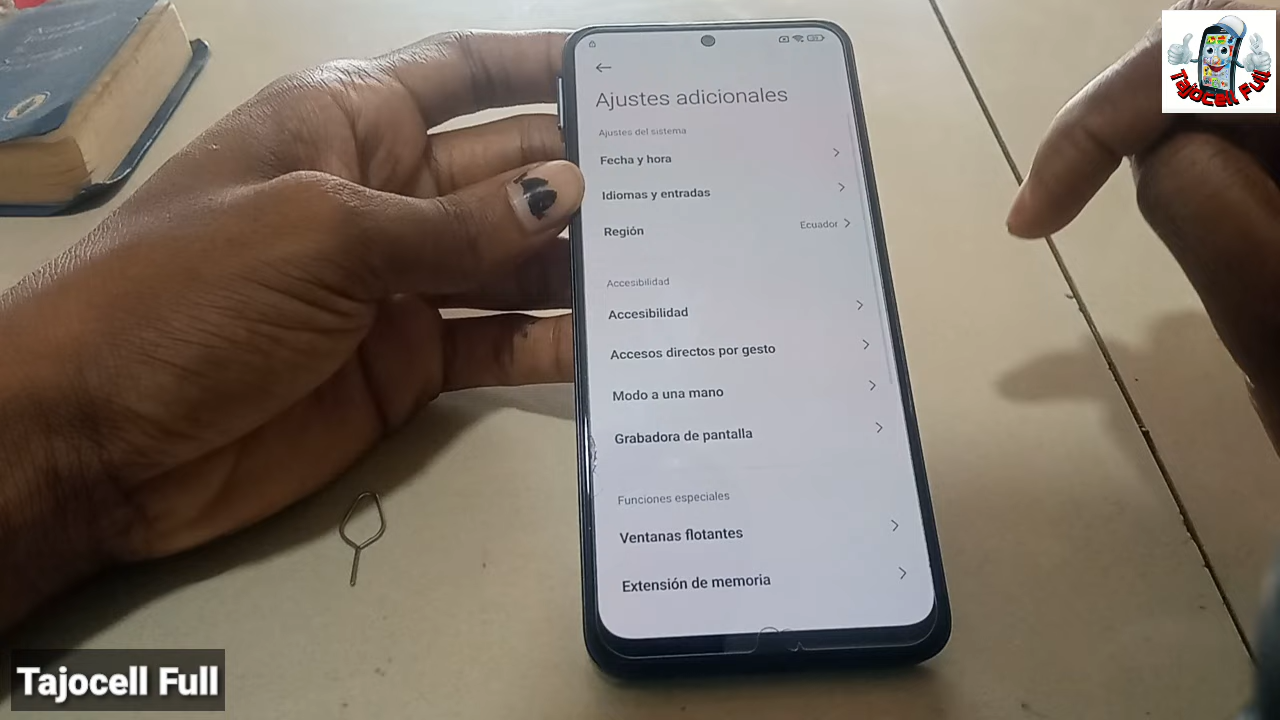 Ajustes adicionales
Ajustes del sistema
Fecha y hora
Idiomas y entradas
Región Ecuador
Accesibilidad
Accesibilidad
Accesos directos por gesto
Modo a una mano
Grabadora de pantalla
Funciones especiales
Ventanas flotantes
Extensión de memoria
Tajocell Full
Tajocell Full